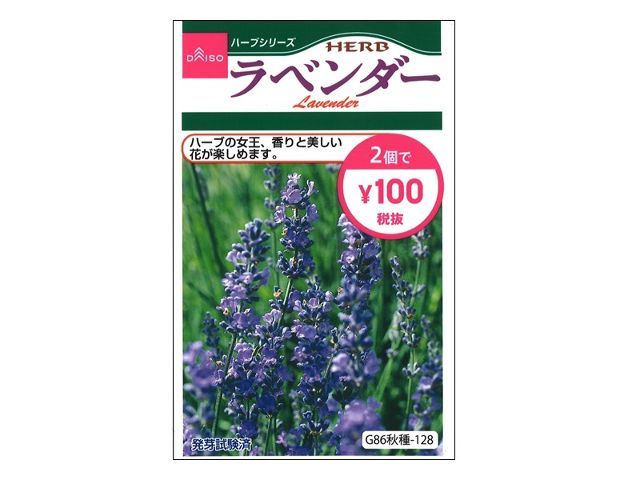 DAISO
ハーブシリーズ
HERB
ラベンダー
Lavender
ハーブの女王、香りと美しい
花が楽しめます。
2個で
¥100
税抜
発芽試験済
G86秋種-128